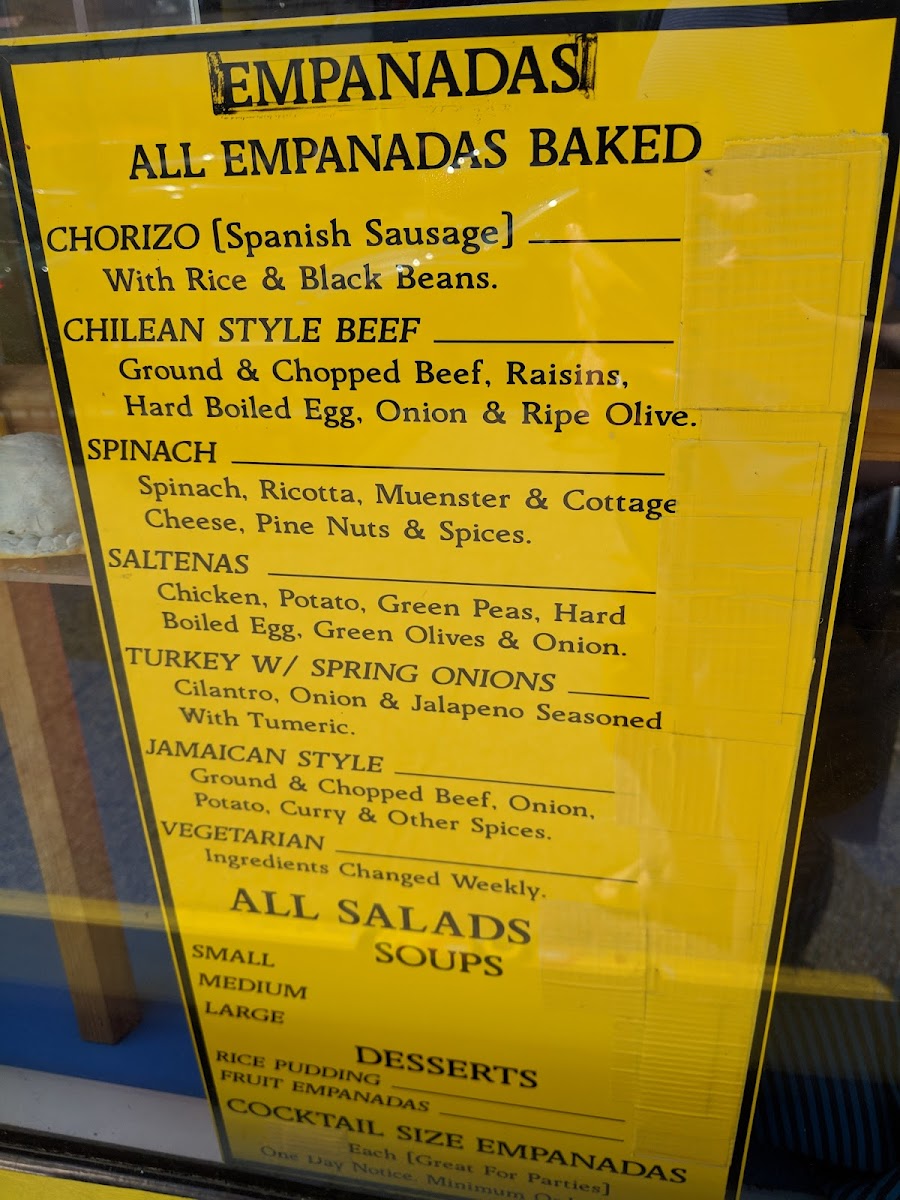 EMPANADAS
ALL EMPANADAS BAKED
CHORIZO [Spanish Sausage]
With Rice & Black Beans.
CHILEAN STYLE BEEF
Ground & Chopped Beef, Raisins,
Hard Boiled Egg, Onion & Ripe Olive.
SPINACH
Spinach, Ricotta, Muenster & Cottage
Cheese, Pine Nuts & Spices.
SALTENAS
Chicken, Potato, Green Peas, Hard
Boiled Egg, Green Olives & Onion.
TURKEY W/ SPRING ONIONS
Cilantro, Onion & Jalapeno Seasoned
With Tumeric.
JAMAICAN STYLE
Ground & Chopped Beef, Onion,
Potato, Curry & Other Spices.
VEGETARIAN
Ingredients Changed Weekly.
ALL SALADS
SOUPS
SMALL
MEDIUM
LARGE
DESSERTS
RICE PUDDING
FRUIT EMPANADAS
COCKTAIL SIZE EMPANADAS
Each [Great For Parties]
One Day Notice, Minimum